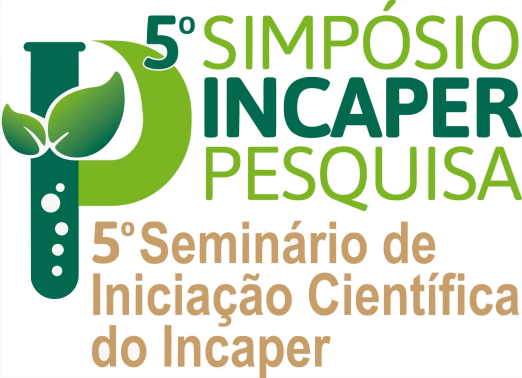 5º SIMPÓSIO
INCAPER
PESQUISA
5º Seminário de
Iniciação Científica
do Incaper